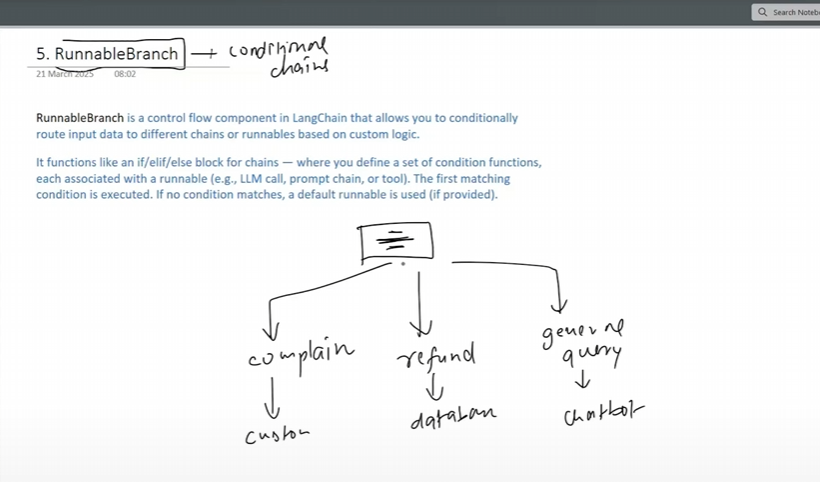 Search Noteb
5. RunnableBranch → conditional
chains
21 March 2025 08:02
RunnableBranch is a control flow component in LangChain that allows you to conditionally
route input data to different chains or runnables based on custom logic.
It functions like an if/elif/else block for chains — where you define a set of condition functions,
each associated with a runnable (e.g., LLM call, prompt chain, or tool). The first matching
condition is executed. If no condition matches, a default runnable is used (if provided).
complain
refund
general
query
custom
databan
chatbot